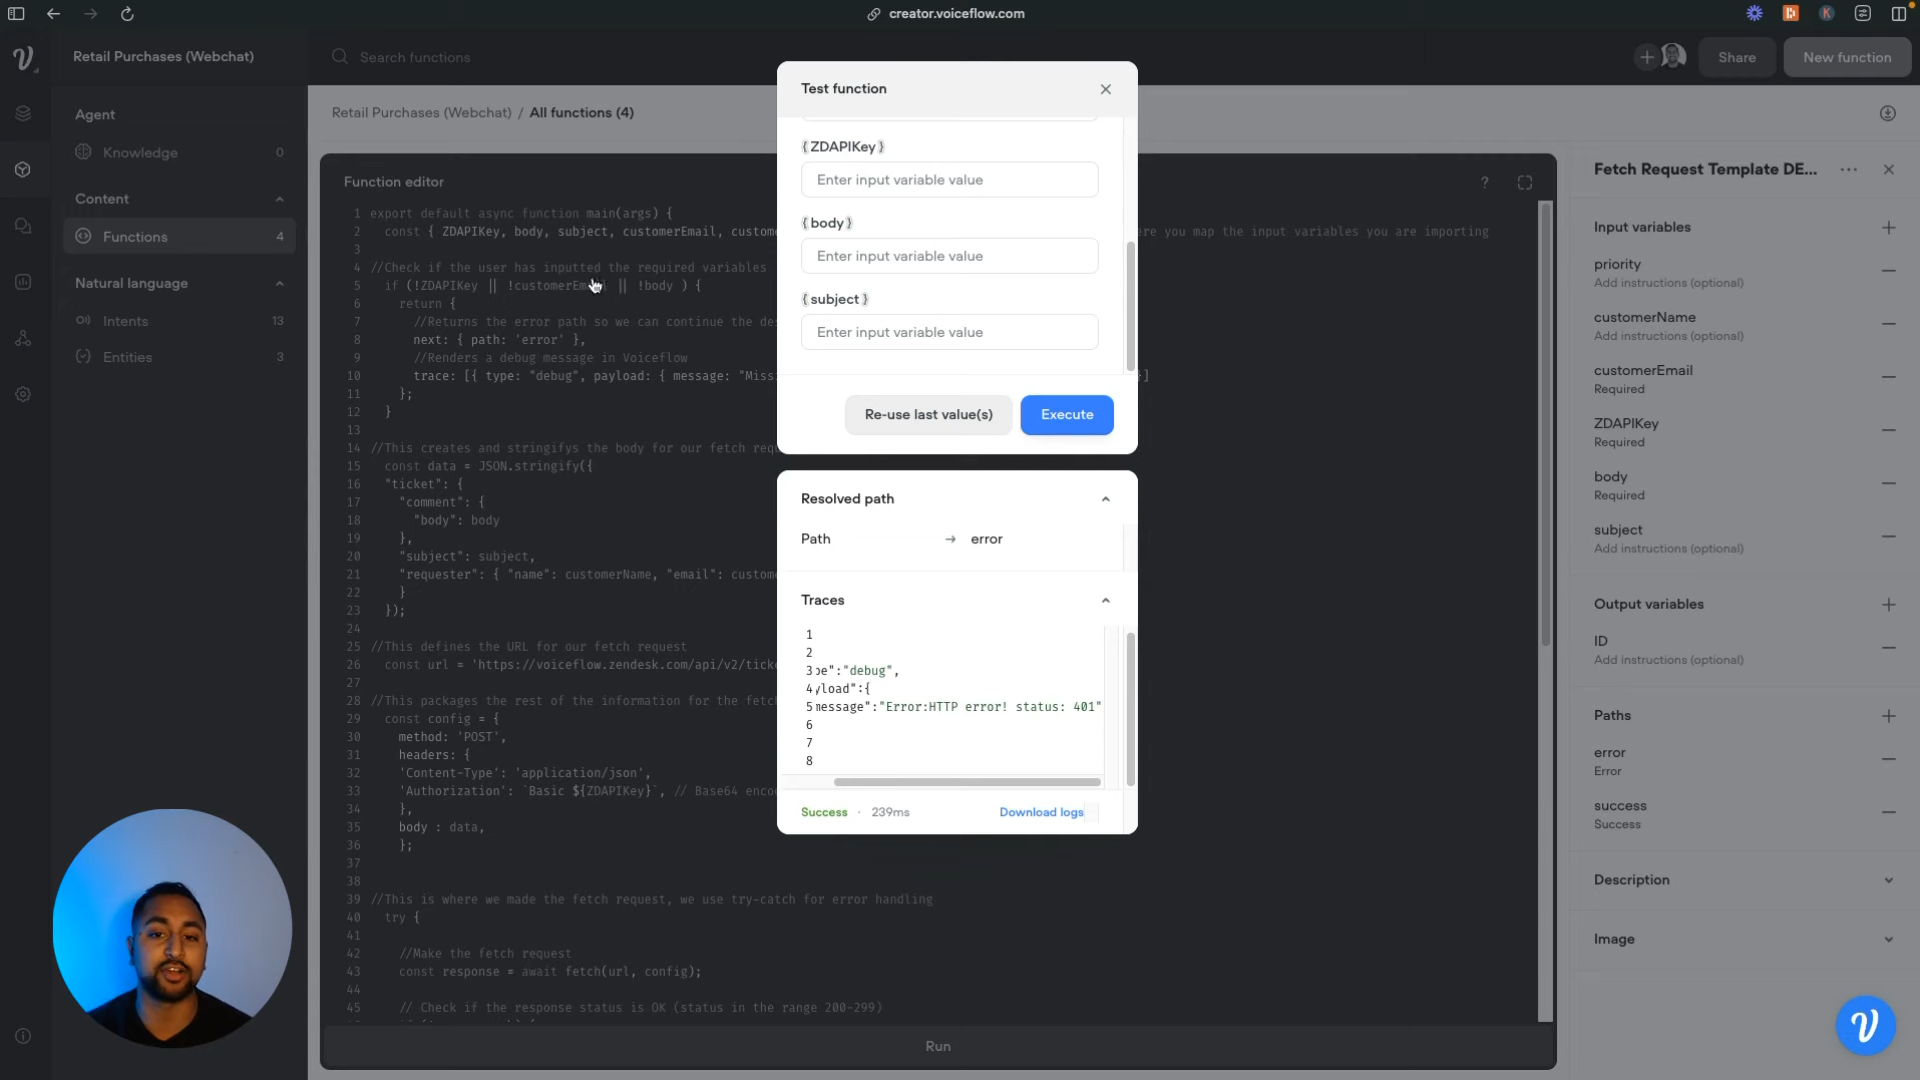 creator.voiceflow.com
K
Retail Purchases (Webchat)
Search functions
Share
New function
Agent
Knowledge 0
Content
Functions 4
Natural language
Intents 13
Entities 3
Retail Purchases (Webchat) / All functions (4)
Function editor
?
1 export default async function main(args) {
2 const { ZDAPIKey, body, subject, customerEmail, custome
ere you map the input variables you are importing
3
4 //Check if the user has inputted the required variables
5 if (!ZDAPIKey || !customerEm || !body ) {
6 return {
7 //Returns the error path so we can continue the de
8 next: { path: 'error' },
9 //Renders a debug message in Voiceflow
10 trace: [{ type: "debug", payload: { message: "Miss
}]
11 };
12 }
13
14 //This creates and stringifys the body for our fetch requ
15 const data = JSON.stringify({
16 "ticket": {
17 "comment": {
18 "body": body
19 },
20 "subject": subject,
21 "requester": { "name": customerName, "email": custome
22 }
23 });
24
25 //This defines the URL for our fetch request
26 const url = 'https://voiceflow.zendesk.com/api/v2/ticke
27
28 //This packages the rest of the information for the fetch
29 const config = {
30 method: 'POST',
31 headers: {
32 'Content-Type': 'application/json',
33 'Authorization': `Basic ${ZDAPIKey}`, // Base64 enco
34 },
35 body : data,
36 };
37
38
39 //This is where we made the fetch request, we use try-catch for error handling
40 try {
41
42 //Make the fetch request
43 const response = await fetch(url, config);
44
45 // Check if the response status is OK (status in the range 200-299)
Run
Test function
{ZDAPIKey}
Enter input variable value
{body}
Enter input variable value
{subject}
Enter input variable value
Re-use last value(s)
Execute
Resolved path
Path → error
Traces
1
2
3 pe":"debug",
4 yload":{
5 message":"Error:HTTP error! status: 401"
6
7
8
Success · 239ms
Download logs
Fetch Request Template DE...
Input variables
priority
Add instructions (optional)
customerName
Add instructions (optional)
customerEmail
Required
ZDAPIKey
Required
body
Required
subject
Add instructions (optional)
Output variables
ID
Add instructions (optional)
Paths
error
Error
success
Success
Description
Image